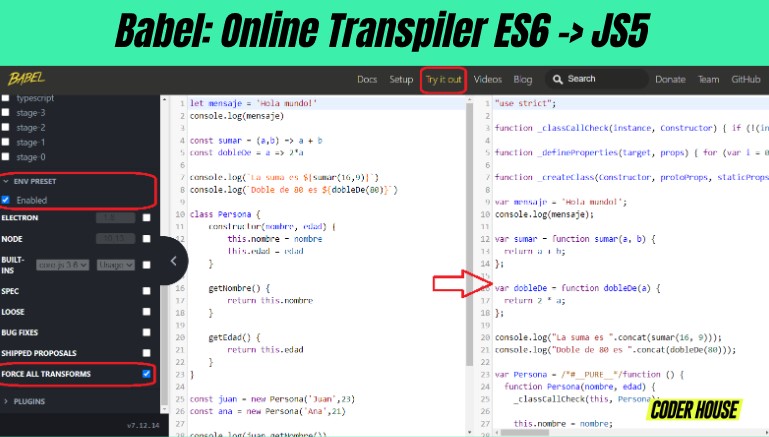 Babel: Online Transpiler ES6 -> JS5
BABEL
Docs Setup Try it out Videos Blog Search Donate Team GitHub
typescript
stage-3
stage-2
stage-1
stage-0
ENV PRESET
Enabled
ELECTRON
NODE
BUILT-INS core-js 3.6 Usage
SPEC
LOOSE
BUG FIXES
SHIPPED PROPOSALS
FORCE ALL TRANSFORMS
PLUGINS
v7.12.14
1 let mensaje = 'Hola mundo!'
2 console.log(mensaje)
3
4 const sumar = (a,b) => a + b
5 const dobleDe = a => 2*a
6
7 console.log(`La suma es ${sumar(16,9)}`)
8 console.log(`Doble de 80 es ${dobleDe(80)}`)
9
10 class Persona {
11 constructor(nombre, edad) {
12 this.nombre = nombre
13 this.edad = edad
14 }
15
16 getNombre() {
17 return this.nombre
18 }
19
20 getEdad() {
21 return this.edad
22 }
23 }
24
25 const juan = new Persona('Juan',23)
26 const ana = new Persona('Ana',21)
27
28 console.log(juan.getNombre())
1 "use strict";
2
3 function _classCallCheck(instance, Constructor) { if (!(in
4
5 function _defineProperties(target, props) { for (var i = 0
6
7 function _createClass(Constructor, protoProps, staticProps
8
9 var mensaje = 'Hola mundo!';
10 console.log(mensaje);
11
12 var sumar = function sumar(a, b) {
13 return a + b;
14 };
15
16 var dobleDe = function dobleDe(a) {
17 return 2 * a;
18 };
19
20 console.log("La suma es ".concat(sumar(16, 9)));
21 console.log("Doble de 80 es ".concat(dobleDe(80)));
22
23 var Persona = /*#__PURE__*/function () {
24 function Persona(nombre, edad) {
25 _classCallCheck(this, Persona
26
27 this.nombre = nombre;
28
CODER HOUSE